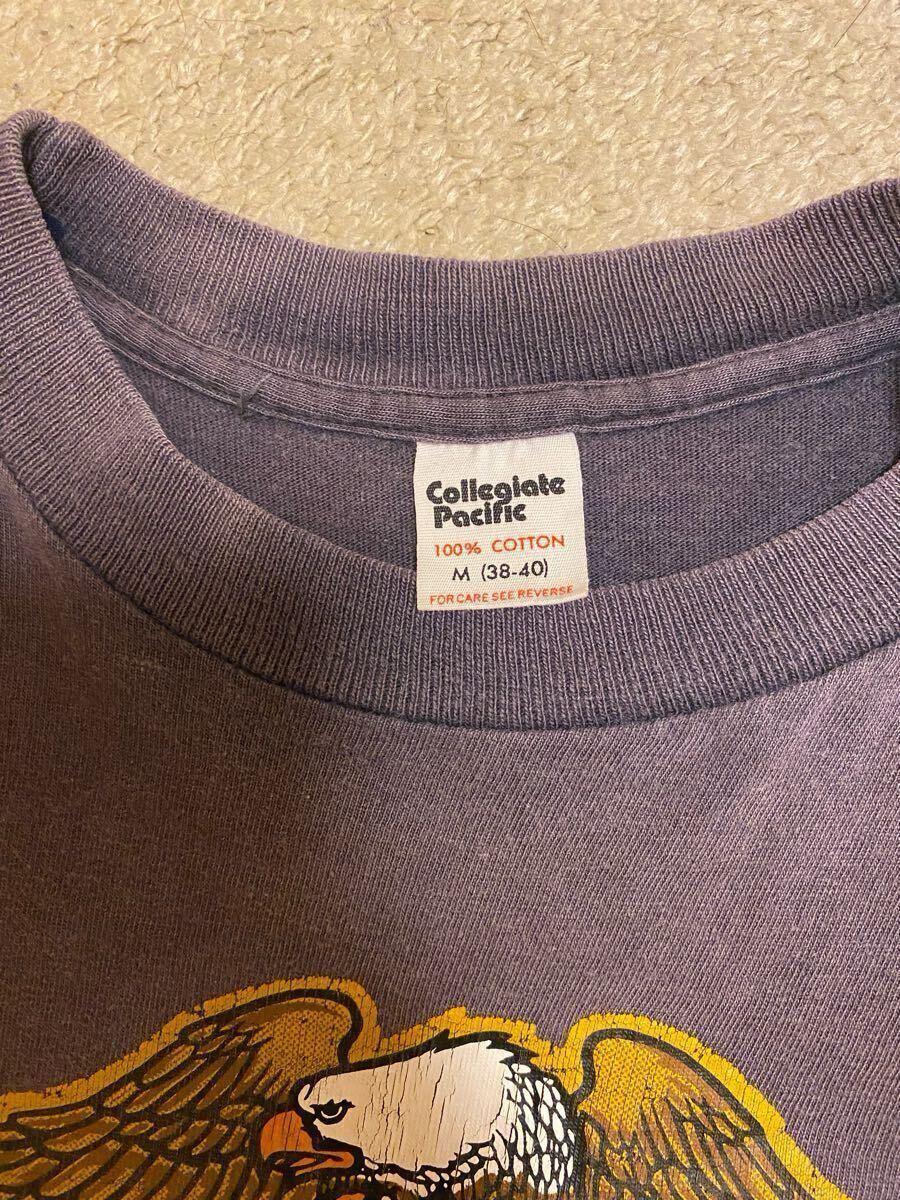 Collegiate
Pacific
100% COTTON
M (38-40)
FOR CARE SEE REVERSE